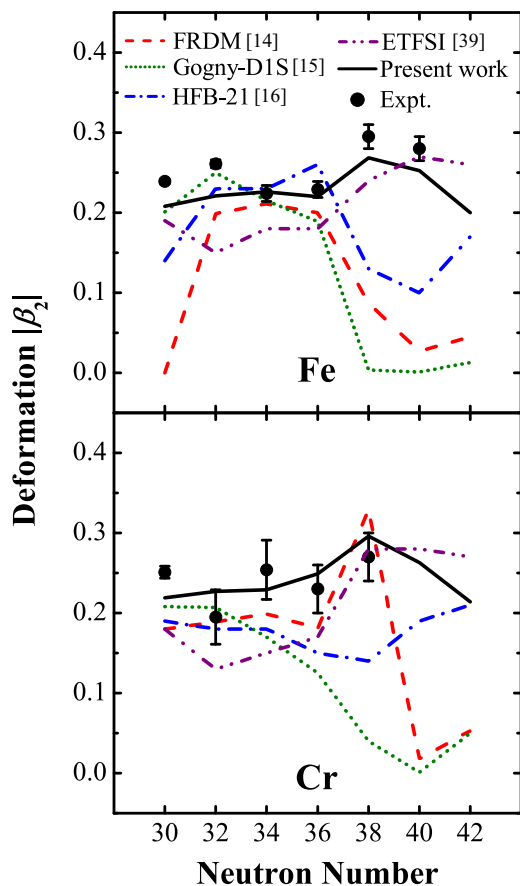 FRDM [14]
Gogny-D1S [15]
HFB-21 [16]
ETFSI [39]
Present work
Expt.
0.4
0.3
0.2
0.1
0.0
Fe
Deformation |β₂|
0.4
0.3
0.2
0.1
0.0
Cr
30 32 34 36 38 40 42
Neutron Number